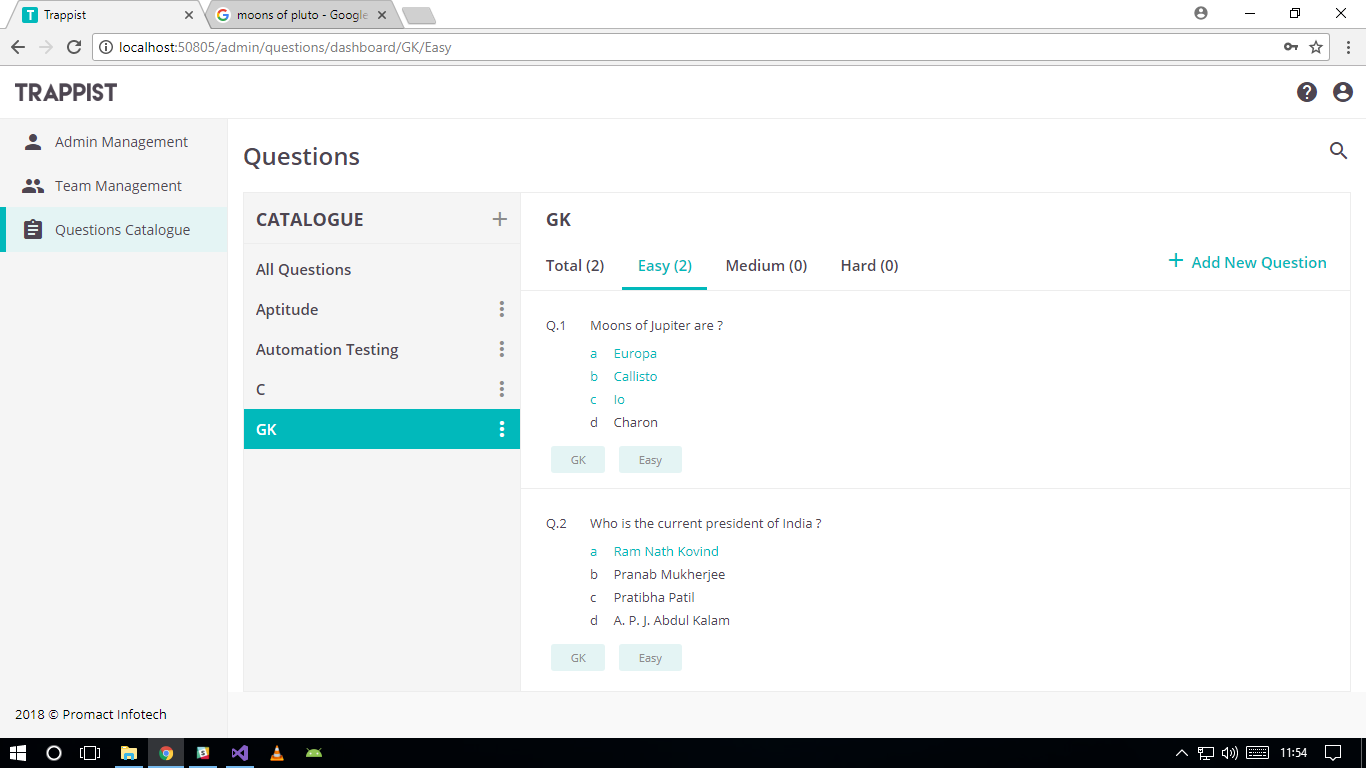 Trappist
moons of pluto - Google
localhost:50805/admin/questions/dashboard/GK/Easy
TRAPPIST
Admin Management
Team Management
Questions Catalogue
Questions
CATALOGUE
All Questions
Aptitude
Automation Testing
C
GK
GK
Total (2) Easy (2) Medium (0) Hard (0)
Add New Question
Q.1 Moons of Jupiter are ?
a Europa
b Callisto
c Io
d Charon
GK Easy
Q.2 Who is the current president of India ?
a Ram Nath Kovind
b Pranab Mukherjee
c Pratibha Patil
d A. P. J. Abdul Kalam
GK Easy
2018 © Promact Infotech
11:54